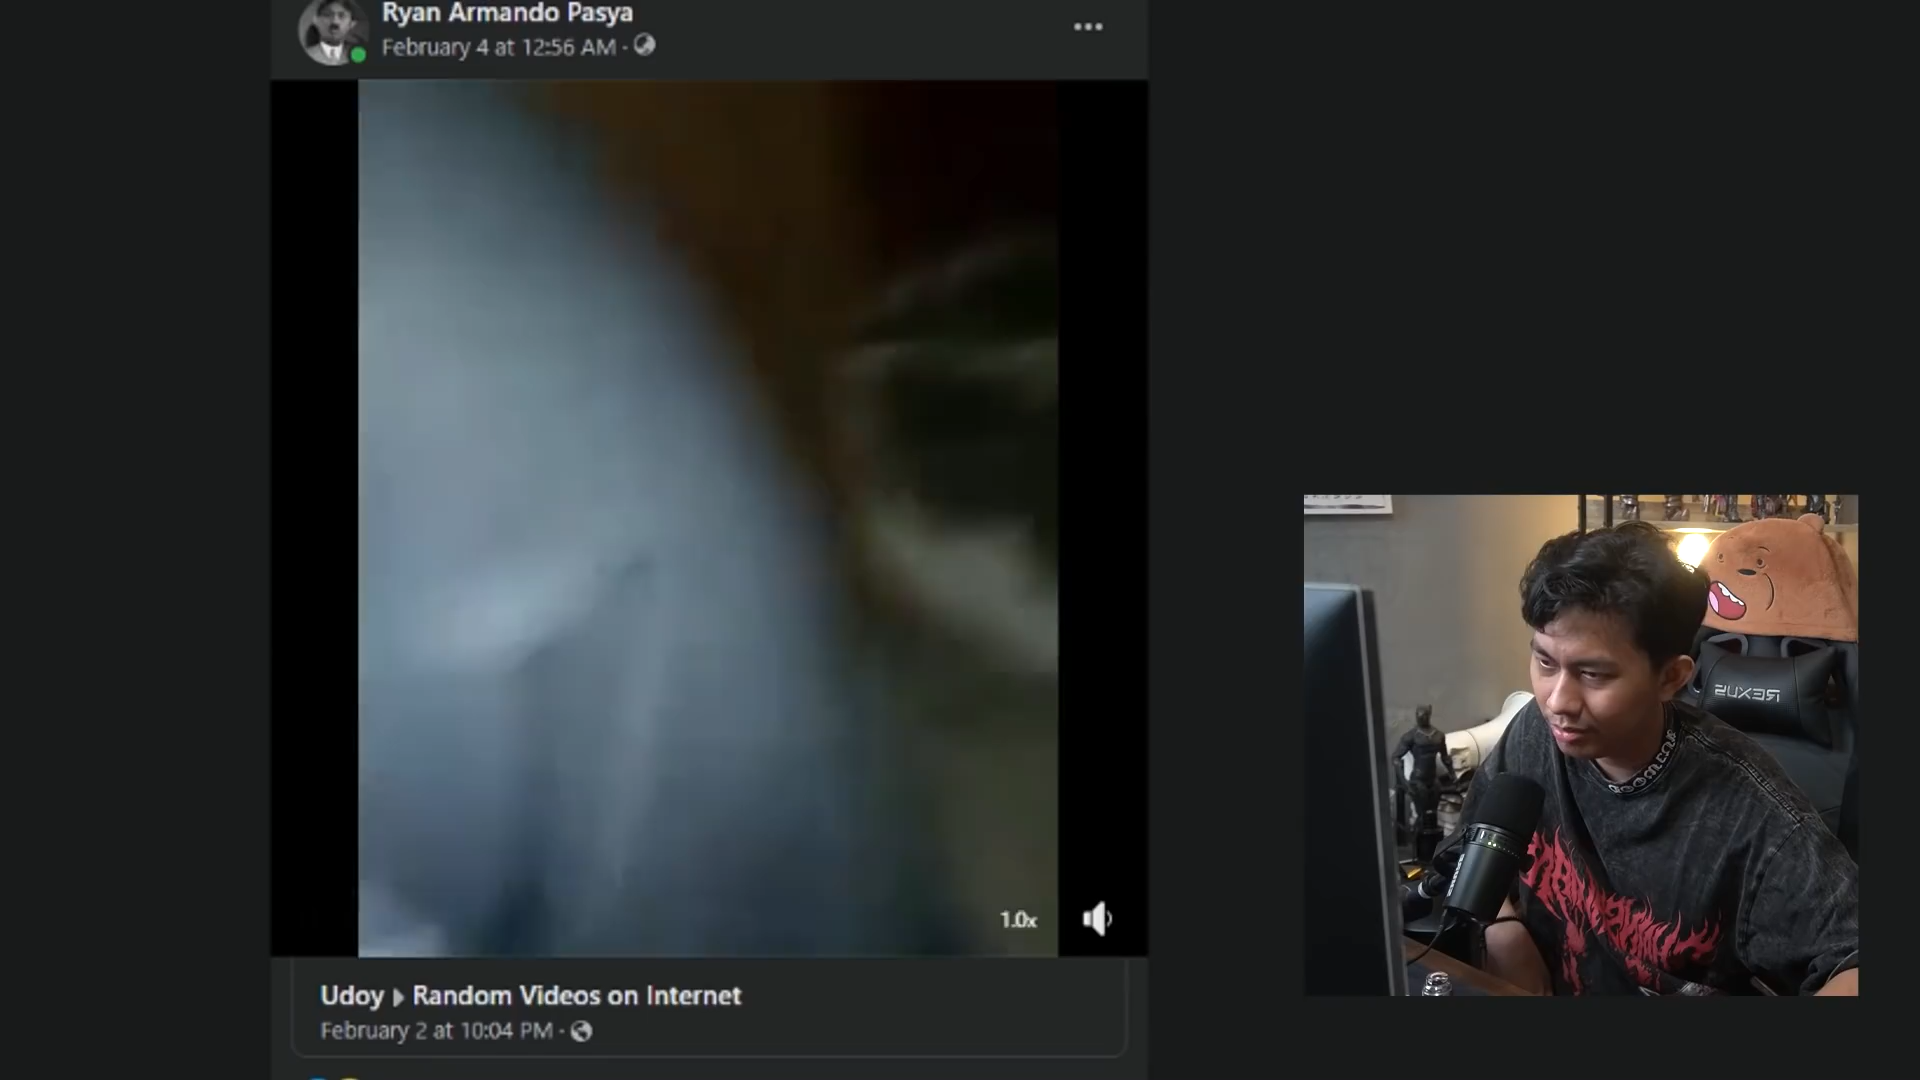 Ryan Armando Pasya
February 4 at 12:56 AM ·
1.0x
Udoy ▸ Random Videos on Internet
February 2 at 10:04 PM ·
REXUS